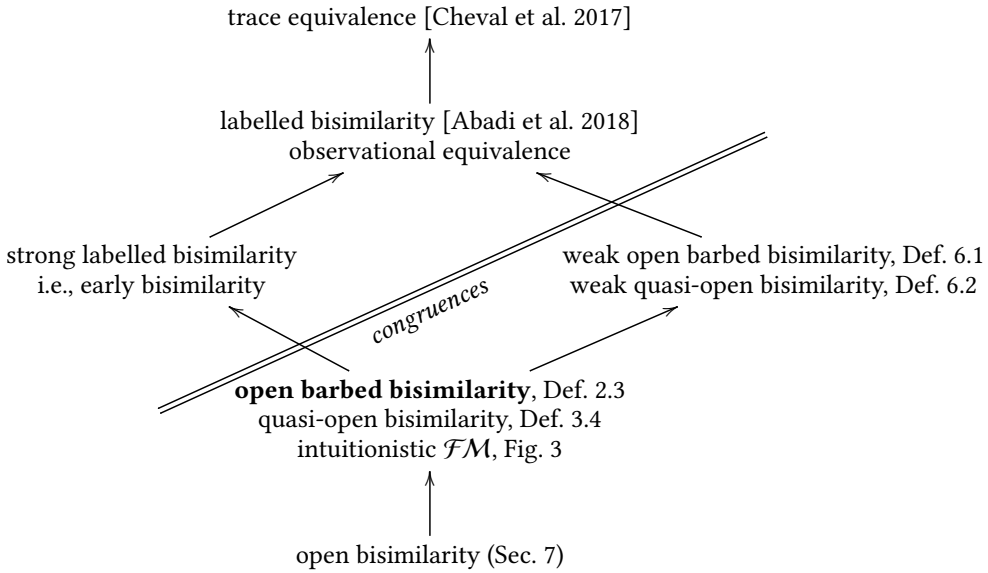 trace equivalence [Cheval et al. 2017]
labelled bisimilarity [Abadi et al. 2018]
observational equivalence
strong labelled bisimilarity
i.e., early bisimilarity
weak open barbed bisimilarity, Def. 6.1
weak quasi-open bisimilarity, Def. 6.2
congruences
open barbed bisimilarity, Def. 2.3
quasi-open bisimilarity, Def. 3.4
intuitionistic ℱℳ, Fig. 3
open bisimilarity (Sec. 7)